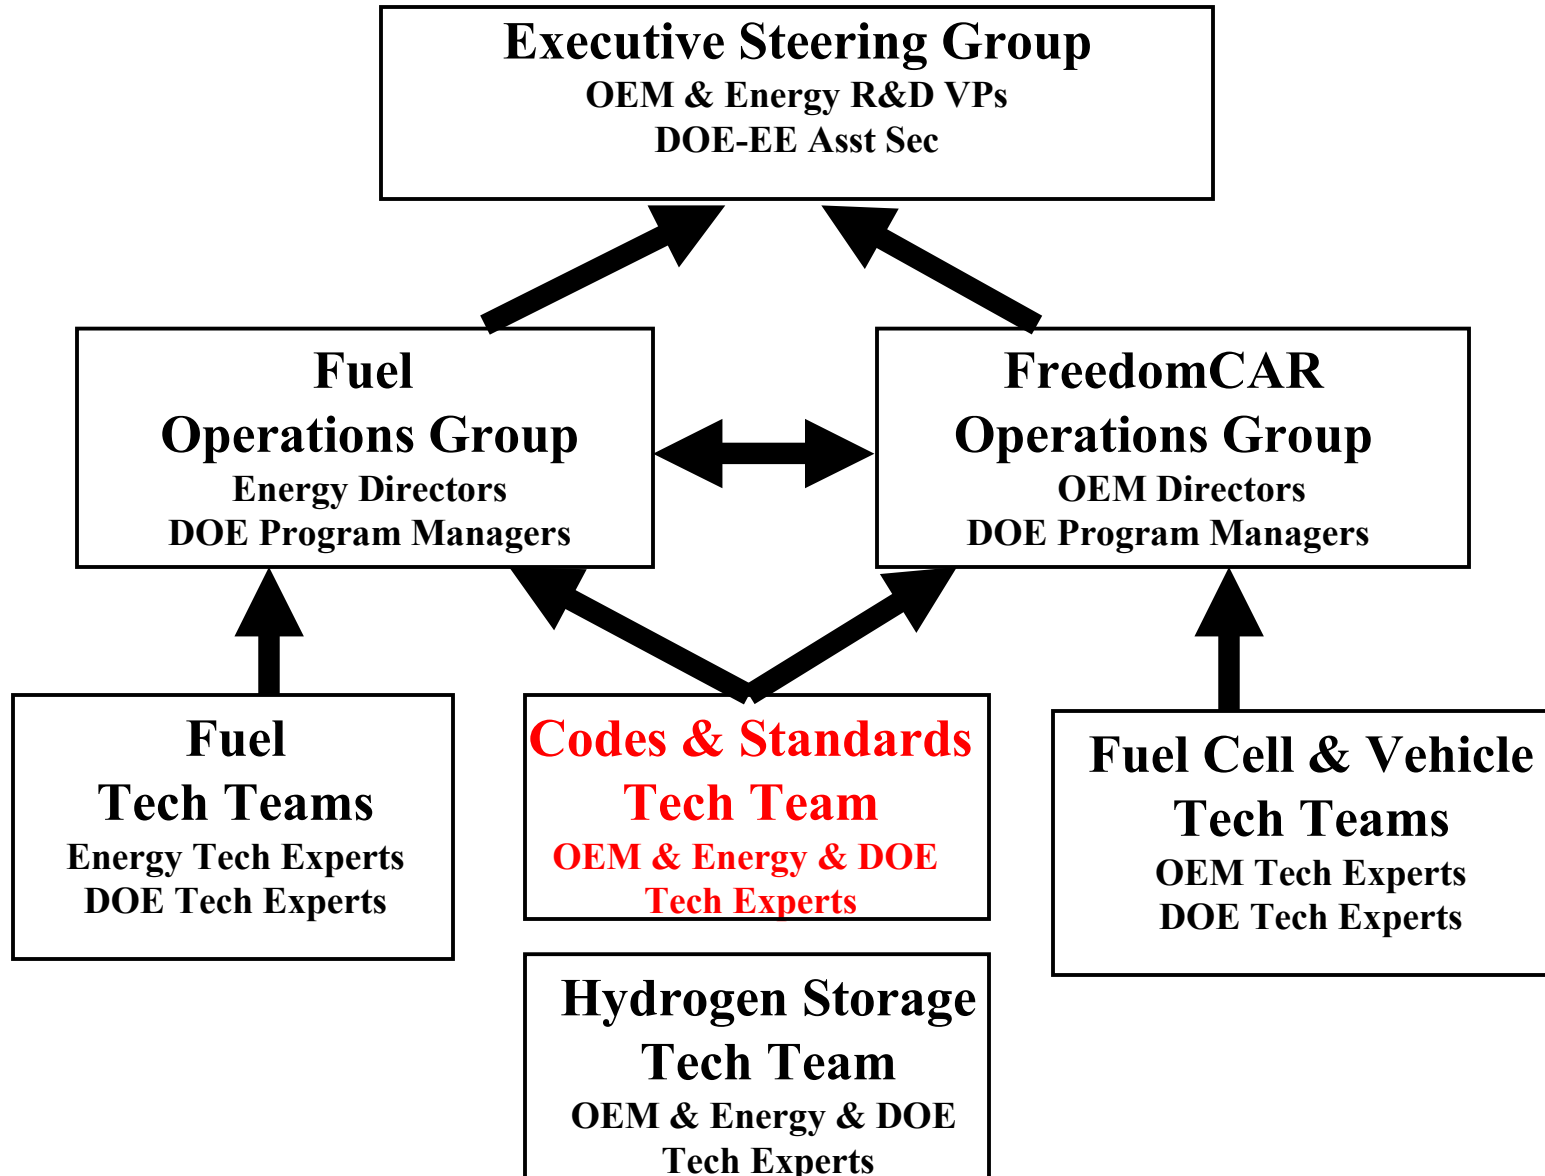 Executive Steering Group
OEM & Energy R&D VPs
DOE-EE Asst Sec
Fuel
Operations Group
Energy Directors
DOE Program Managers
FreedomCAR
Operations Group
OEM Directors
DOE Program Managers
Fuel
Tech Teams
Energy Tech Experts
DOE Tech Experts
Codes & Standards
Tech Team
OEM & Energy & DOE
Tech Experts
Fuel Cell & Vehicle
Tech Teams
OEM Tech Experts
DOE Tech Experts
Hydrogen Storage
Tech Team
OEM & Energy & DOE
Tech Experts